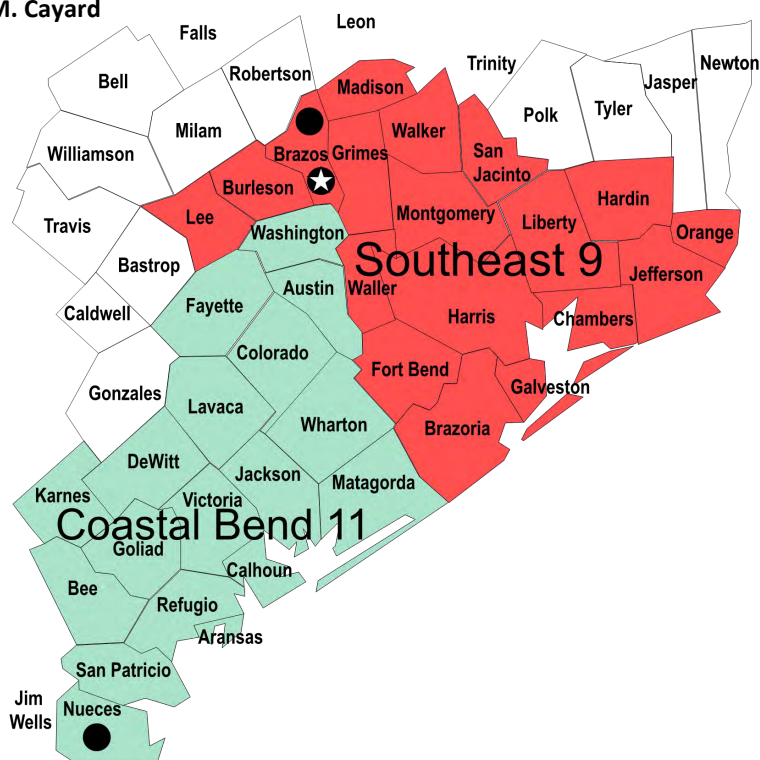 M. Cayard
Leon
Falls
Trinity
Newton
Robertson
Bell
Jasper
Madison
Tyler
Polk
Milam
Walker
Brazos
Grimes
San
Jacinto
Williamson
Burleson
Hardin
Lee
Montgomery
Liberty
Travis
Washington
Orange
Southeast 9
Bastrop
Jefferson
Austin
Waller
Fayette
Caldwell
Harris
Chambers
Colorado
Fort Bend
Galveston
Gonzales
Lavaca
Wharton
Brazoria
DeWitt
Jackson
Matagorda
Karnes
Victoria
Coastal Bend 11
Goliad
Calhoun
Bee
Refugio
Aransas
San Patricio
Jim
Wells
Nueces